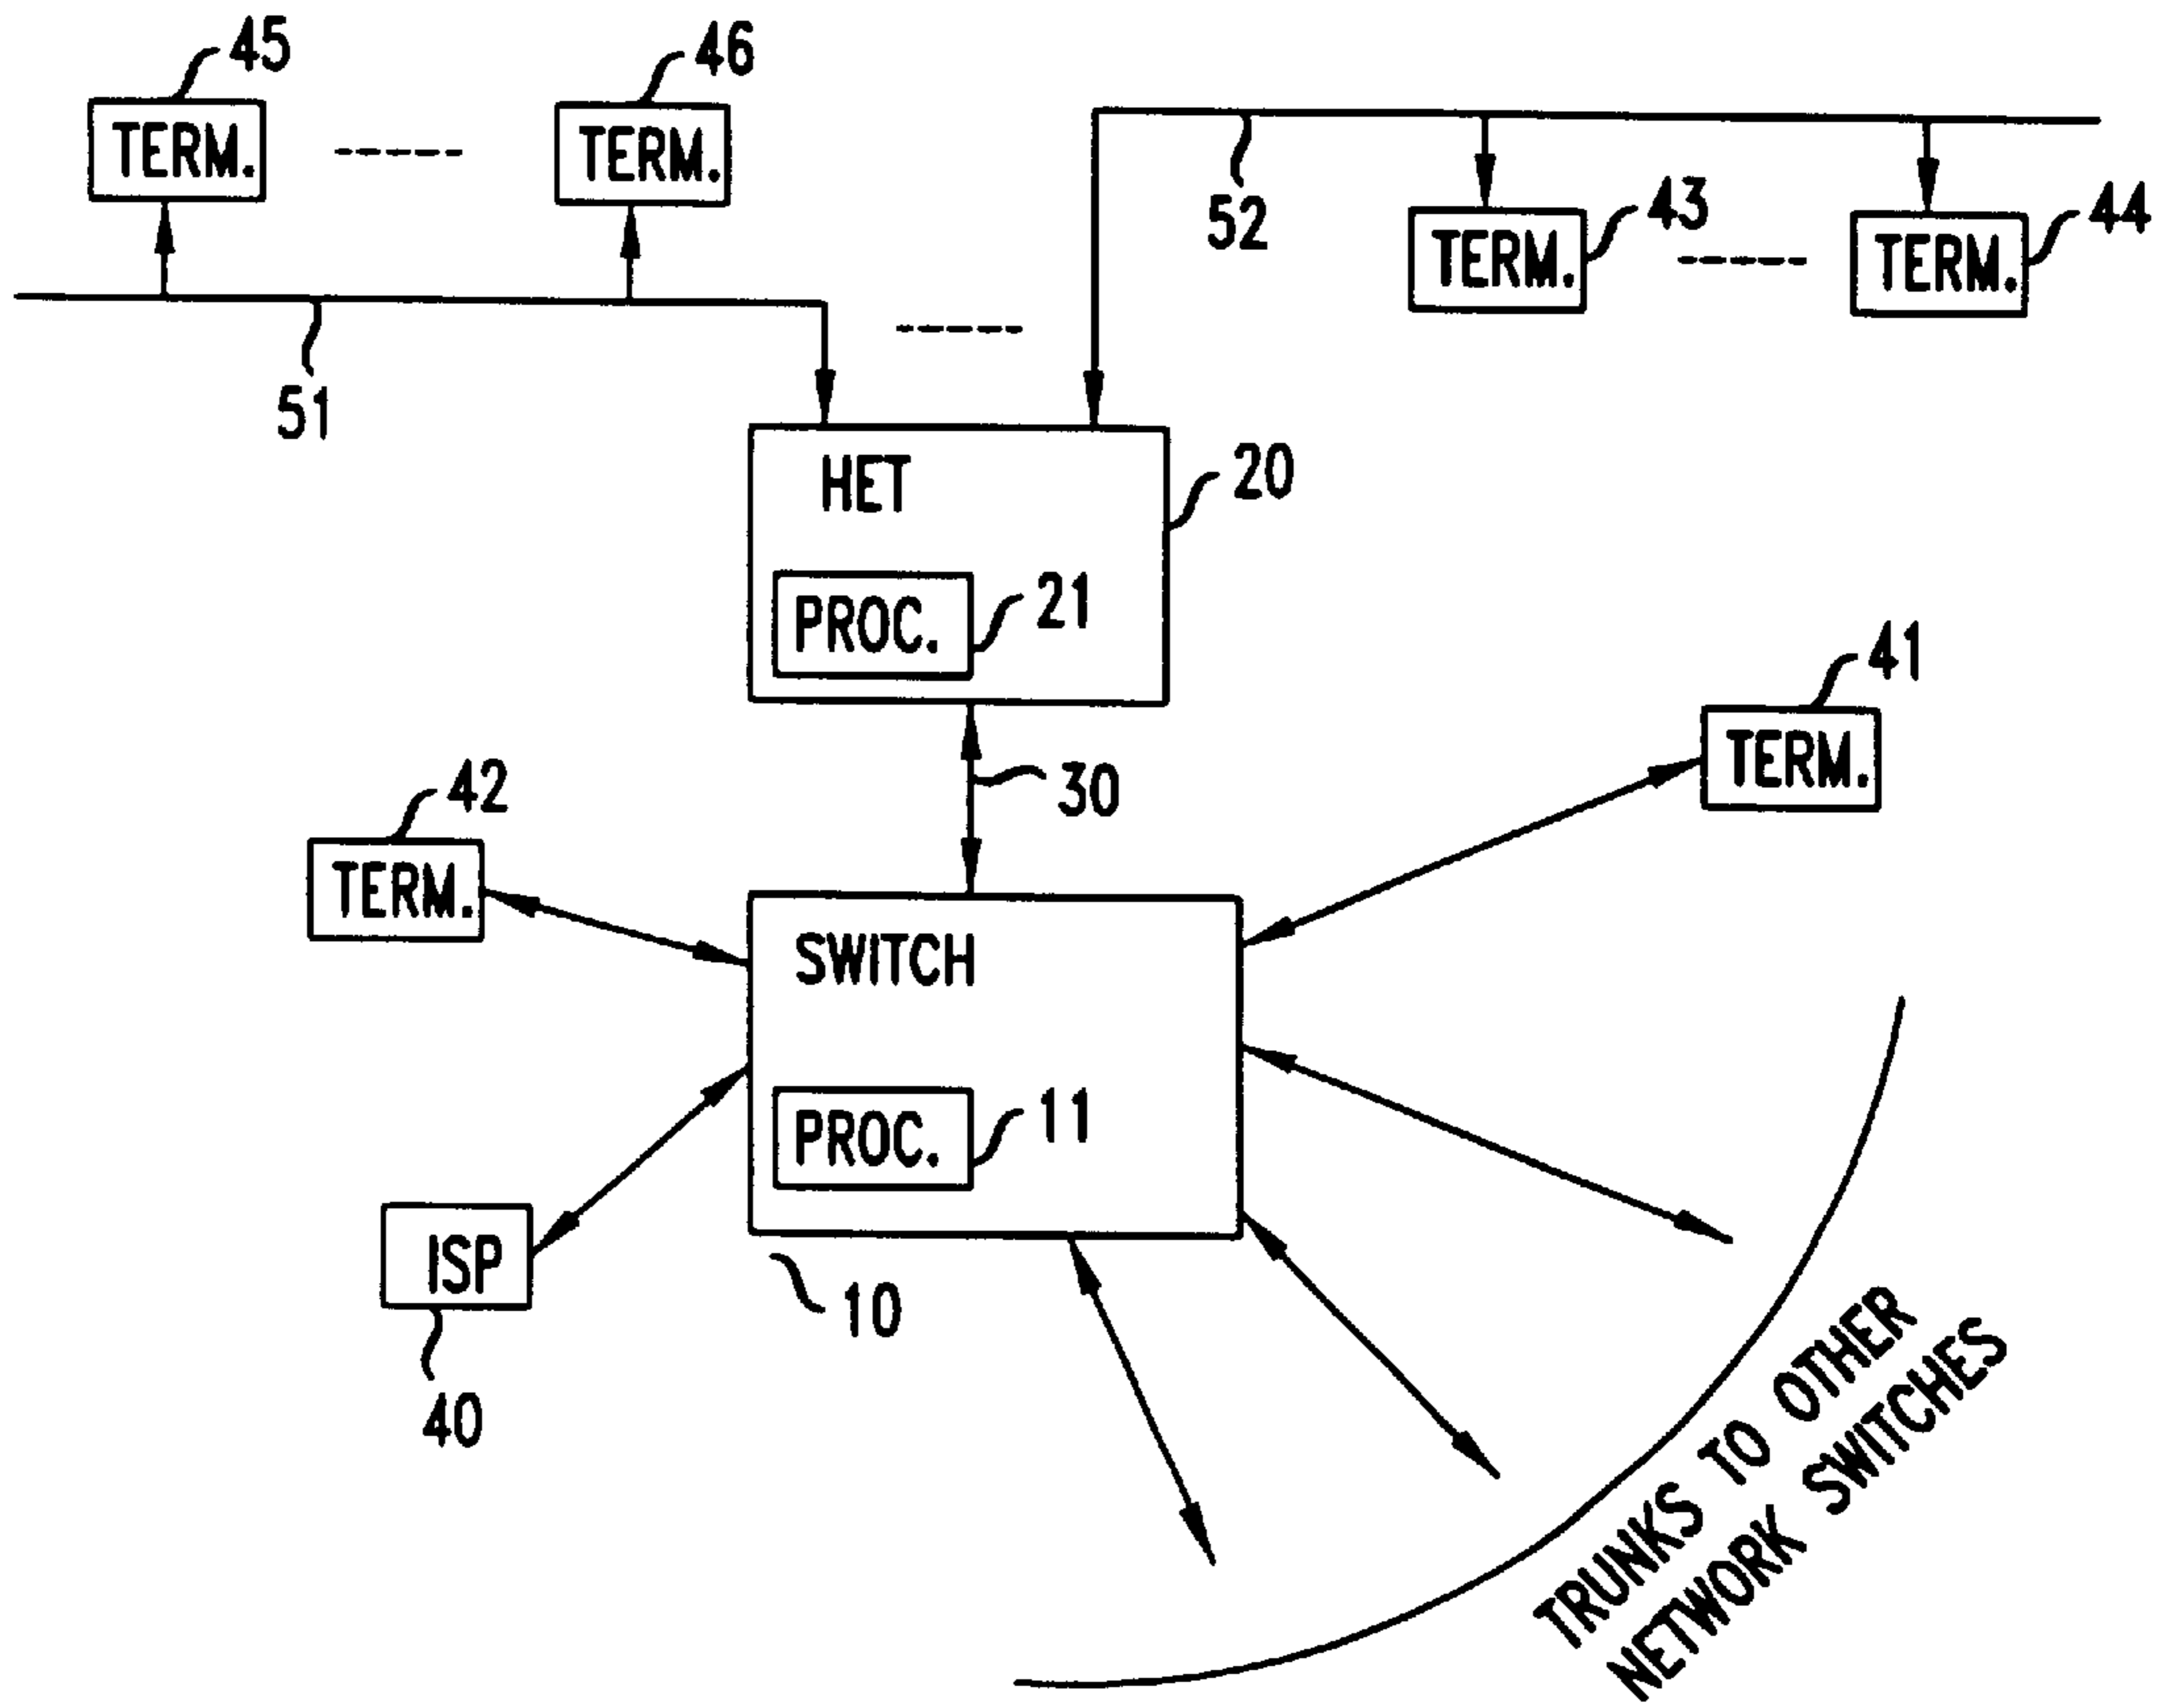 45
46
TERM.
TERM.
52
43
44
TERM.
TERM.
51
HET
20
PROC.
21
41
TERM.
30
42
TERM.
SWITCH
PROC.
11
ISP
10
40
TRUNKS TO OTHER
NETWORK SWITCHES